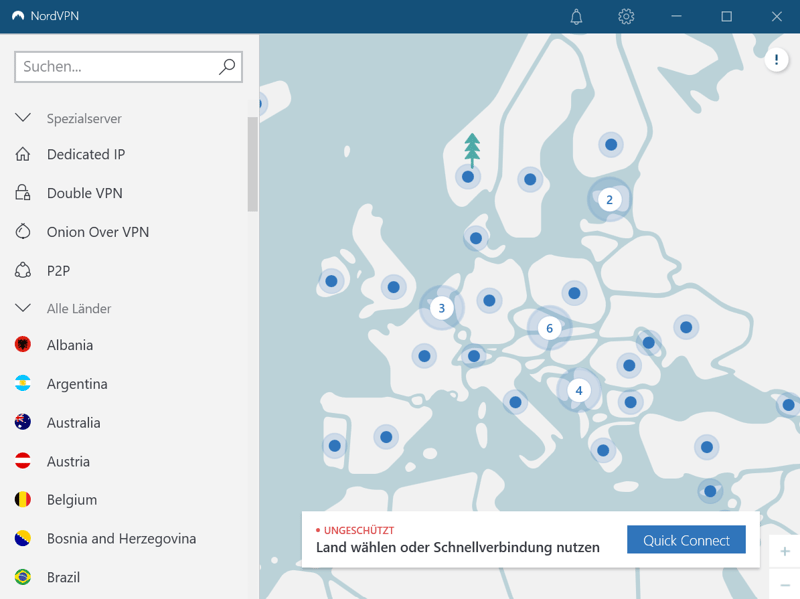 NordVPN
Suchen...
Spezialserver
Dedicated IP
Double VPN
Onion Over VPN
P2P
Alle Länder
Albania
Argentina
Australia
Austria
Belgium
Bosnia and Herzegovina
Brazil
!
2
3
6
4
UNGESCHÜTZT
Land wählen oder Schnellverbindung nutzen
Quick Connect
+
−